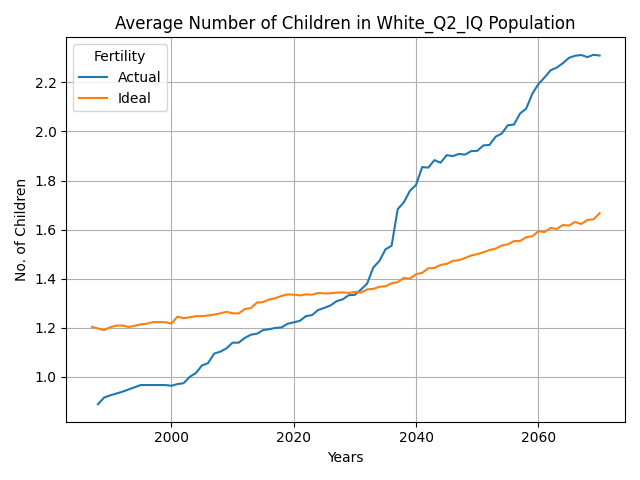 Average Number of Children in White_Q2_IQ Population
Fertility
Actual
Ideal
No. of Children
2.2
2.0
1.8
1.6
1.4
1.2
1.0
2000
2020
2040
2060
Years